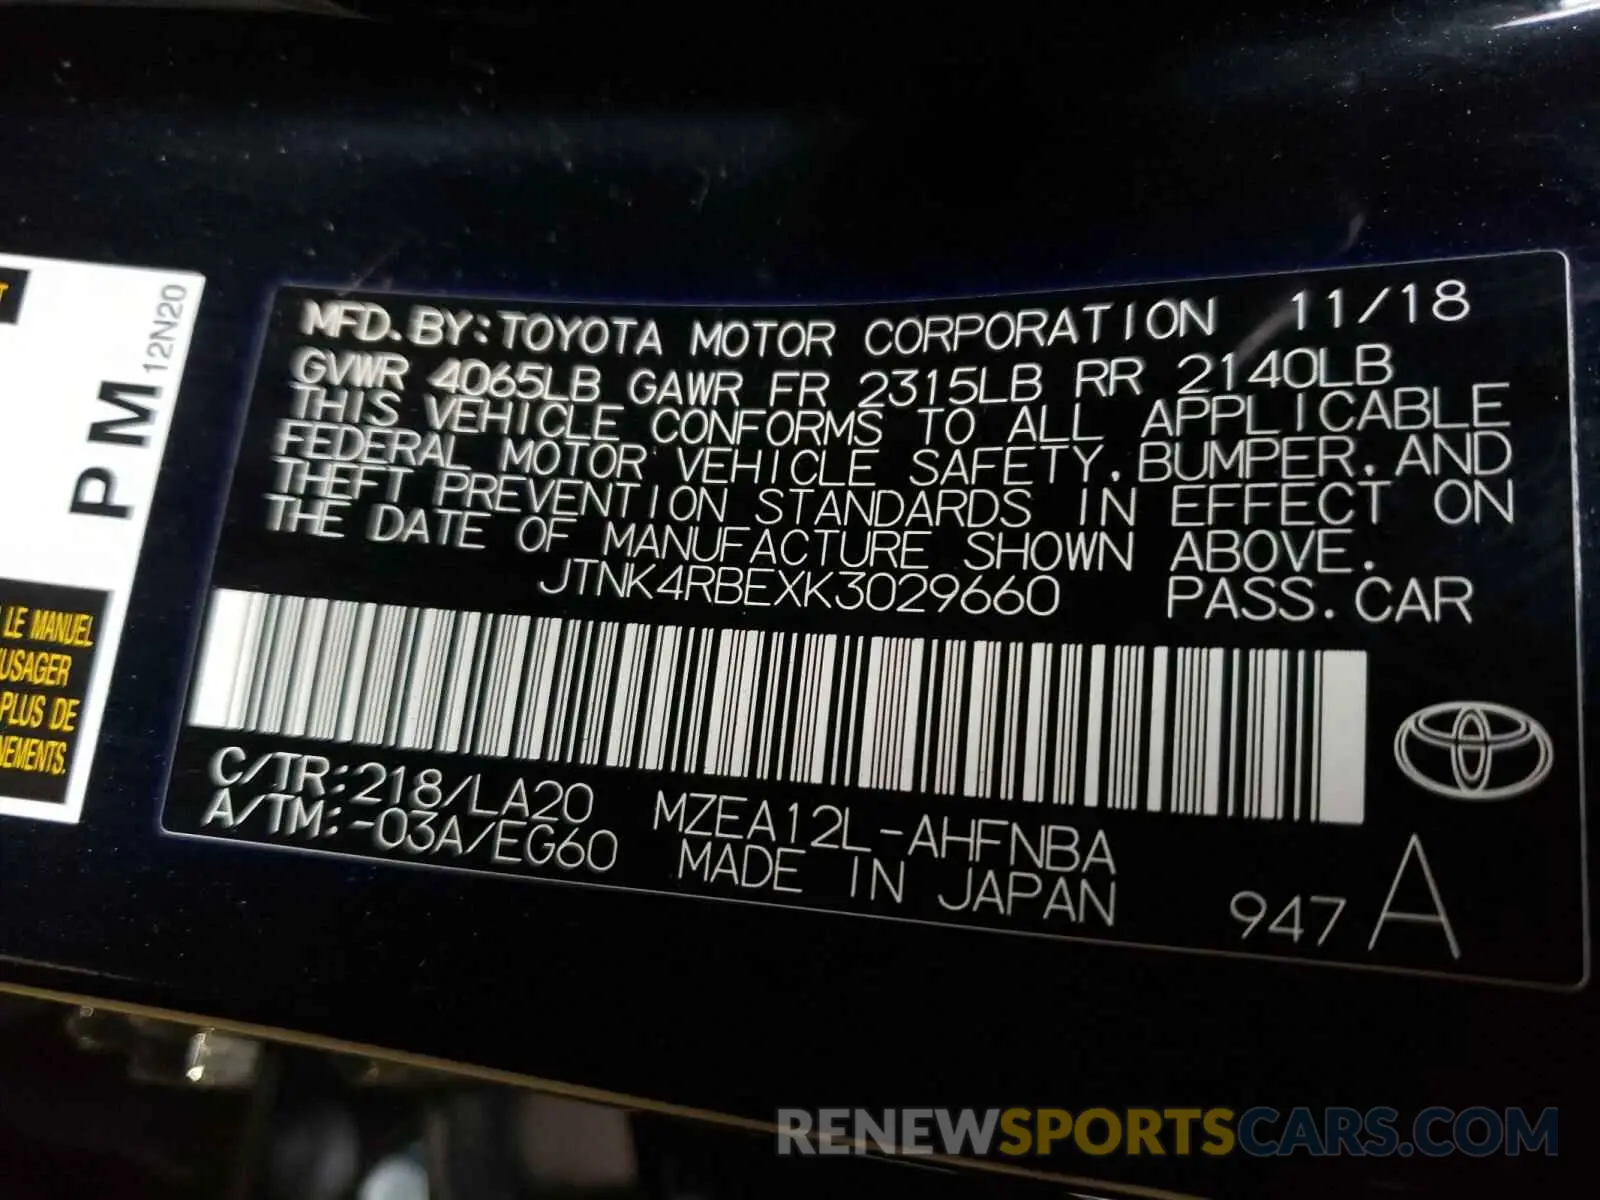 T
PM 12N20
LE MANUEL
'USAGER
PLUS DE
NEMENTS.
MFD. BY: TOYOTA MOTOR CORPORATION 11/18
GVWR 4065LB GAWR FR 2315LB RR 2140LB
THIS VEHICLE CONFORMS TO ALL APPLICABLE
FEDERAL MOTOR VEHICLE SAFETY, BUMPER, AND
THEFT PREVENTION STANDARDS IN EFFECT ON
THE DATE OF MANUFACTURE SHOWN ABOVE.
JTNK4RBEXK3029660 PASS. CAR
C/TR: 218/LA20 MZEA12L-AHFNBA
A/TM: -03A/EG60 MADE IN JAPAN 947 A
RENEWSPORTSCARS.COM